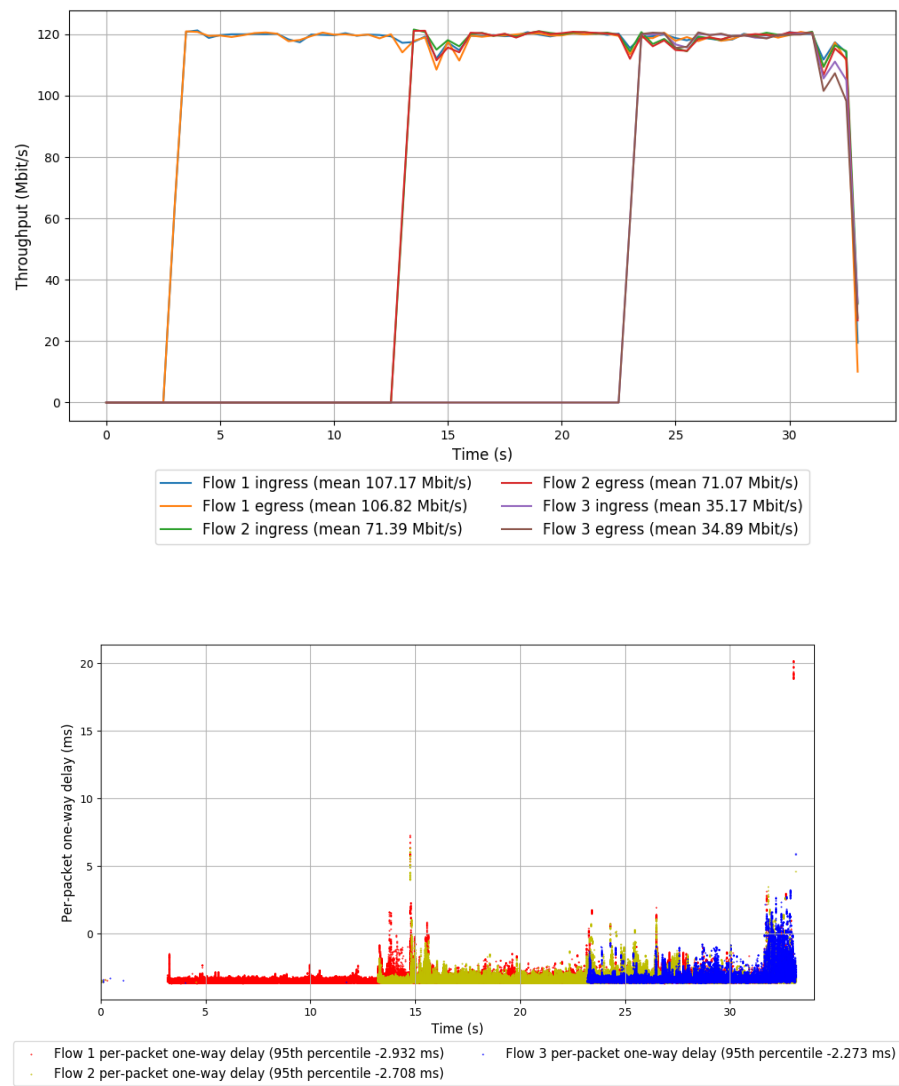 120
100
80
60
40
20
0
Throughput (Mbit/s)
0 5 10 15 20 25 30
Time (s)
Flow 1 ingress (mean 107.17 Mbit/s)
Flow 1 egress (mean 106.82 Mbit/s)
Flow 2 ingress (mean 71.39 Mbit/s)
Flow 2 egress (mean 71.07 Mbit/s)
Flow 3 ingress (mean 35.17 Mbit/s)
Flow 3 egress (mean 34.89 Mbit/s)
20
15
10
5
0
Per-packet one-way delay (ms)
0 5 10 15 20 25 30
Time (s)
Flow 1 per-packet one-way delay (95th percentile -2.932 ms)
Flow 2 per-packet one-way delay (95th percentile -2.708 ms)
Flow 3 per-packet one-way delay (95th percentile -2.273 ms)